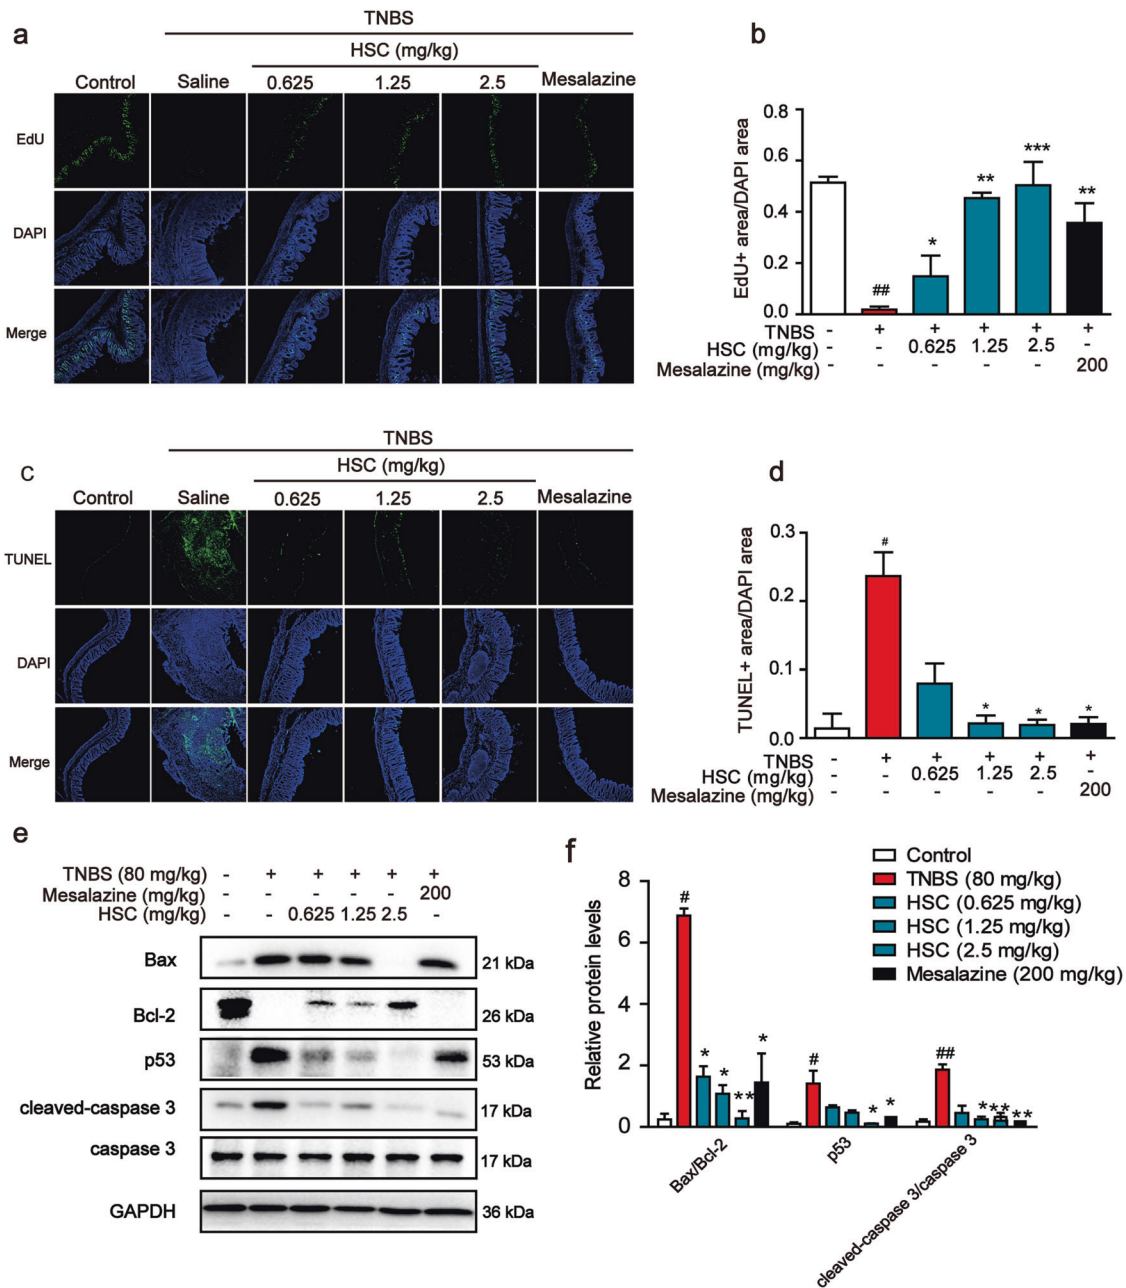 a
TNBS
HSC (mg/kg)
Control Saline 0.625 1.25 2.5 Mesalazine
EdU
DAPI
Merge
b
EdU+ area/DAPI area
0.8
0.6
0.4
0.2
0.0
## * ** *** **
TNBS - + + + + +
HSC (mg/kg) - - 0.625 1.25 2.5 -
Mesalazine (mg/kg) - - - - - 200
c
TNBS
HSC (mg/kg)
Control Saline 0.625 1.25 2.5 Mesalazine
TUNEL
DAPI
Merge
d
TUNEL+ area/DAPI area
0.3
0.2
0.1
0.0
# * * *
TNBS - + + + + +
HSC (mg/kg) - - 0.625 1.25 2.5 -
Mesalazine (mg/kg) - - - - - 200
e
TNBS (80 mg/kg) - + + + + +
Mesalazine (mg/kg) - - - - - 200
HSC (mg/kg) - - 0.625 1.25 2.5 -
Bax 21 kDa
Bcl-2 26 kDa
p53 53 kDa
cleaved-caspase 3 17 kDa
caspase 3 17 kDa
GAPDH 36 kDa
f
Control
TNBS (80 mg/kg)
HSC (0.625 mg/kg)
HSC (1.25 mg/kg)
HSC (2.5 mg/kg)
Mesalazine (200 mg/kg)
Relative protein levels
8
6
4
2
0
# * * ** *
# * *
## * ** **
Bax/Bcl-2
p53
cleaved-caspase 3/caspase 3